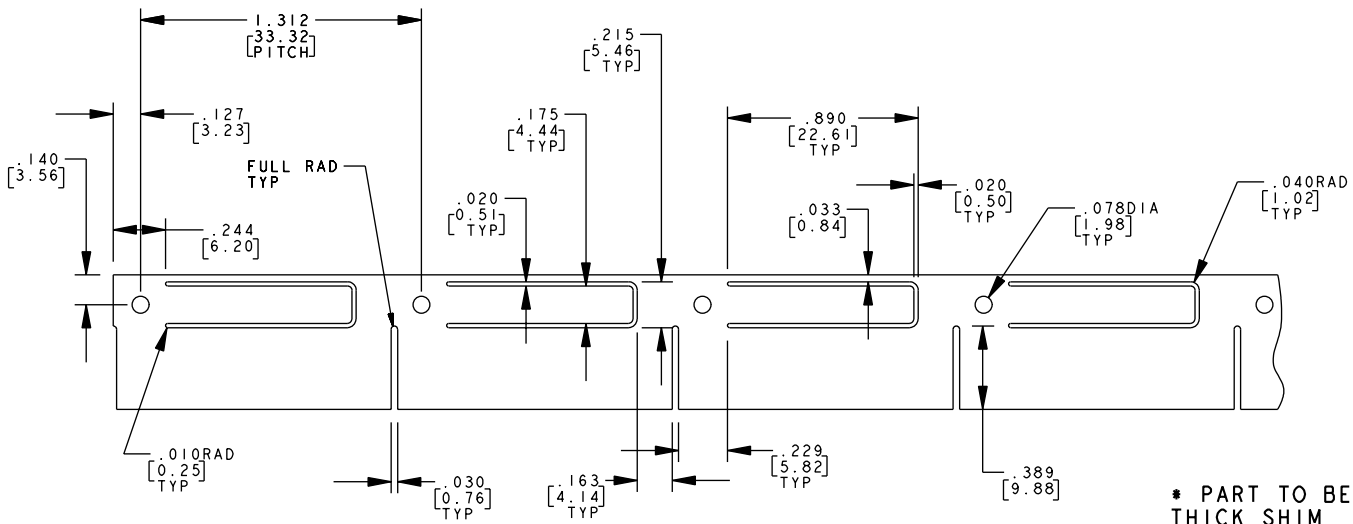 1.312
[33.32]
PITCH
.215
[5.46]
TYP
.127
[3.23]
.175
[4.44]
TYP
.890
[22.61]
TYP
.140
[3.56]
FULL RAD
TYP
.020
[0.51]
TYP
.033
[0.84]
.020
[0.50]
TYP
.078DIA
[1.98]
TYP
.040RAD
[1.02]
TYP
.244
[6.20]
.010RAD
[0.25]
TYP
.030
[0.76]
TYP
.163
[4.14]
TYP
.229
[5.82]
TYP
.389
[9.88]
* PART TO BE
THICK SHIM